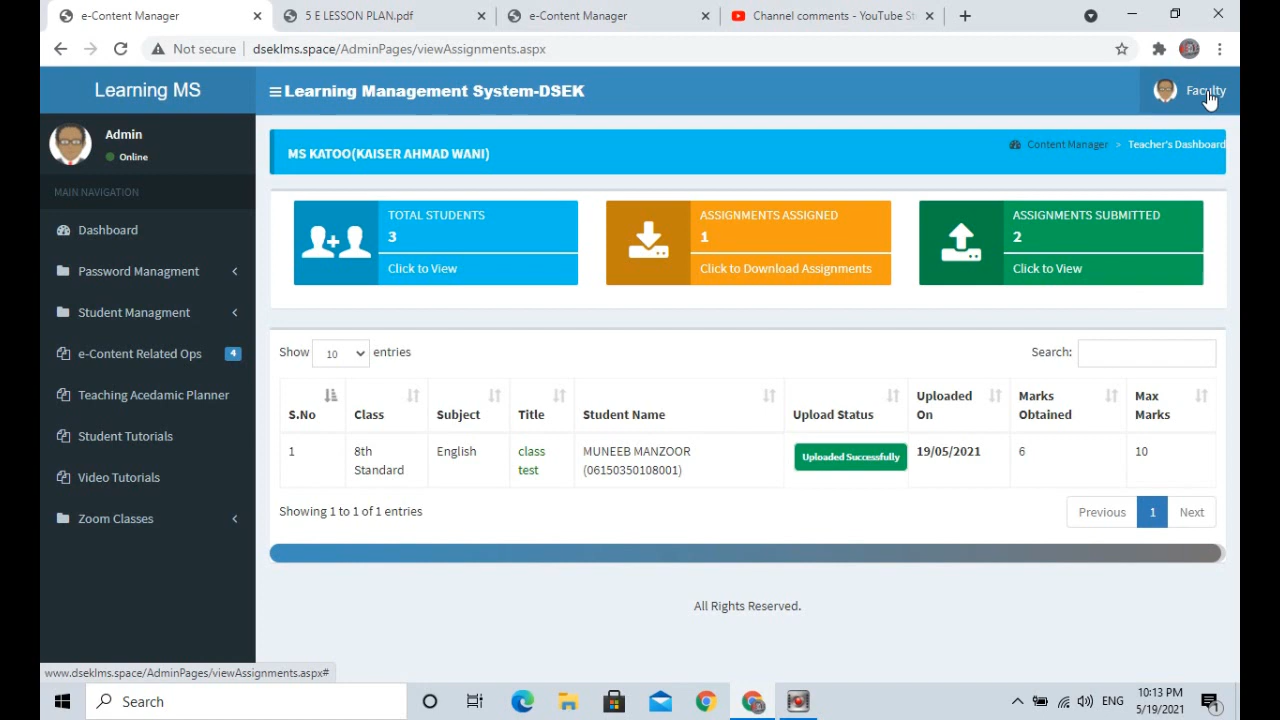 e-Content Manager
5 E LESSON PLAN.pdf
e-Content Manager
Channel comments - YouTube St
Not secure
dseklms.space/AdminPages/viewAssignments.aspx
Learning MS
Learning Management System-DSEK
Faculty
Admin
Online
MS KATOO(KAISER AHMAD WANI)
Content Manager > Teacher's Dashboard
MAIN NAVIGATION
Dashboard
Password Managment
Student Managment
e-Content Related Ops 4
Teaching Acedamic Planner
Student Tutorials
Video Tutorials
Zoom Classes
TOTAL STUDENTS
3
Click to View
ASSIGNMENTS ASSIGNED
1
Click to Download Assignments
ASSIGNMENTS SUBMITTED
2
Click to View
Show 10 entries
Search:
S.No
Class
Subject
Title
Student Name
Upload Status
Uploaded
On
Marks
Obtained
Max
Marks
1
8th
Standard
English
class
test
MUNEEB MANZOOR
(06150350108001)
Uploaded Successfully
19/05/2021
6
10
Showing 1 to 1 of 1 entries
Previous 1 Next
All Rights Reserved.
www.dseklms.space/AdminPages/viewAssignments.aspx#
Search
ENG
10:13 PM
5/19/2021
1